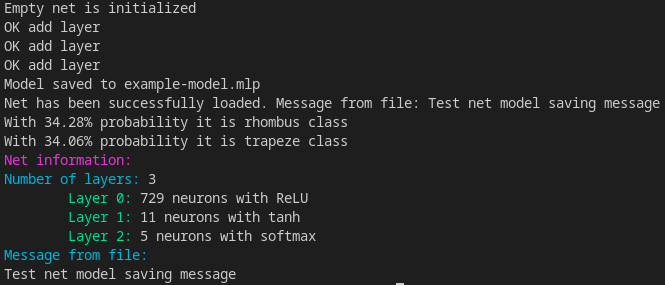 Empty net is initialized
OK add layer
OK add layer
OK add layer
Model saved to example-model.mlp
Net has been successfully loaded. Message from file: Test net model saving message
With 34.28% probability it is rhombus class
With 34.06% probability it is trapeze class
Net information:
Number of layers: 3
Layer 0: 729 neurons with ReLU
Layer 1: 11 neurons with tanh
Layer 2: 5 neurons with softmax
Message from file:
Test net model saving message